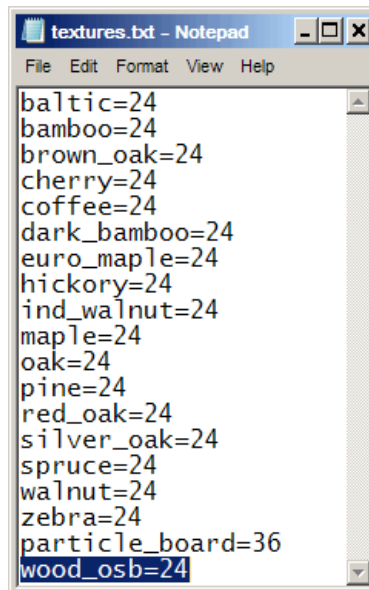 textures.txt - Notepad
File Edit Format View Help
baltic=24
bamboo=24
brown_oak=24
cherry=24
coffee=24
dark_bamboo=24
euro_maple=24
hickory=24
ind_walnut=24
maple=24
oak=24
pine=24
red_oak=24
silver_oak=24
spruce=24
walnut=24
zebra=24
particle_board=36
wood_osb=24